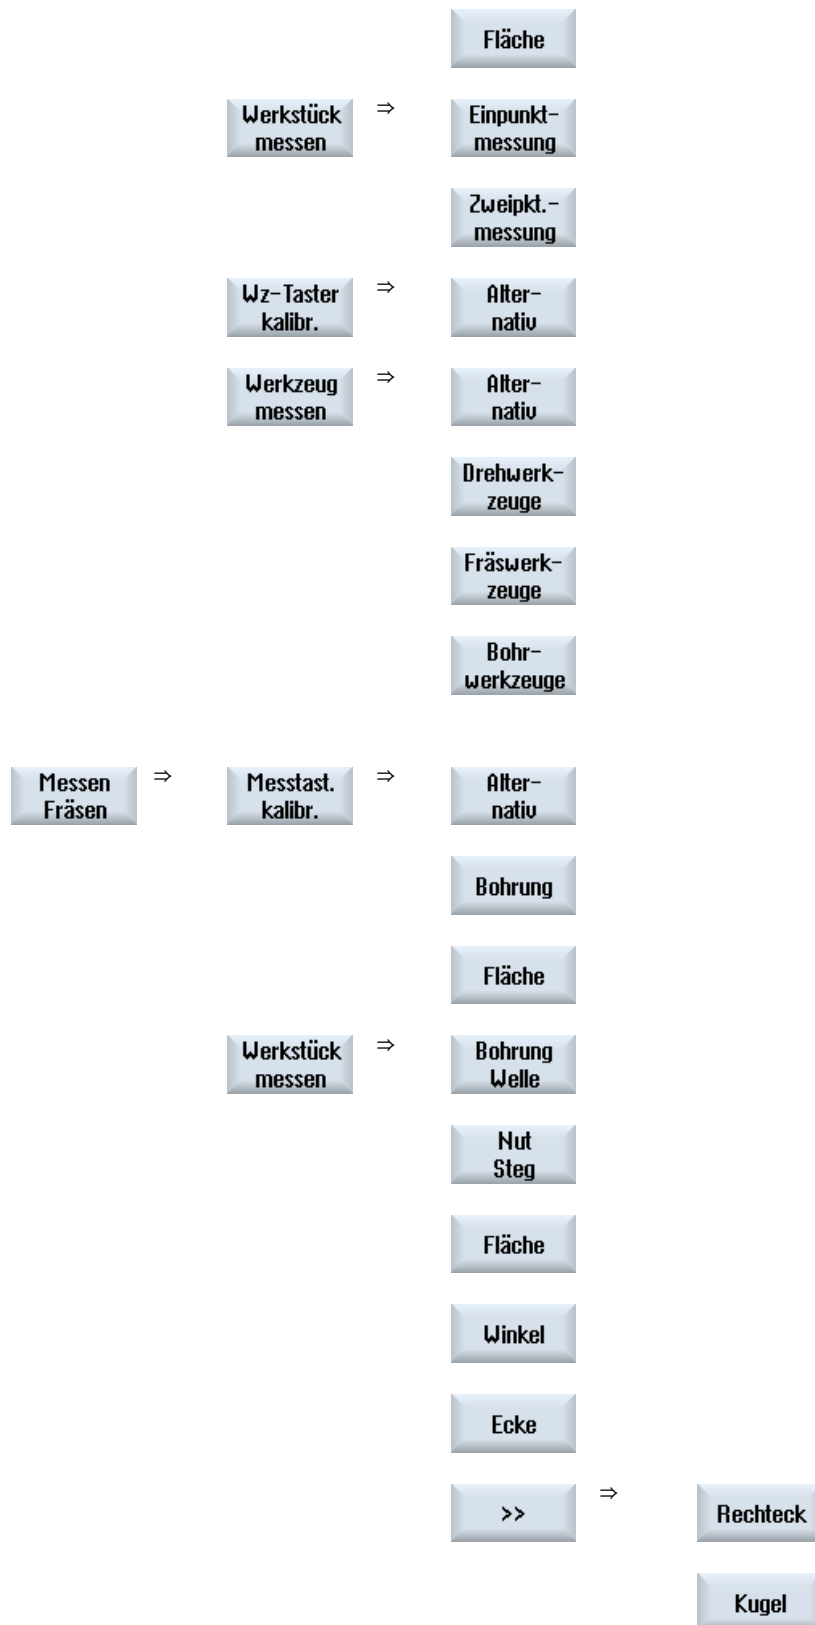 Fläche
Werkstück
messen
⇒
Einpunkt-
messung
Zweipkt.-
messung
Wz-Taster
kalibr.
⇒
Alter-
nativ
Werkzeug
messen
⇒
Alter-
nativ
Drehwerk-
zeuge
Fräswerk-
zeuge
Bohr-
werkzeuge
Messen
Fräsen
⇒
Messtast.
kalibr.
⇒
Alter-
nativ
Bohrung
Fläche
Werkstück
messen
⇒
Bohrung
Welle
Nut
Steg
Fläche
Winkel
Ecke
>>
⇒
Rechteck
Kugel